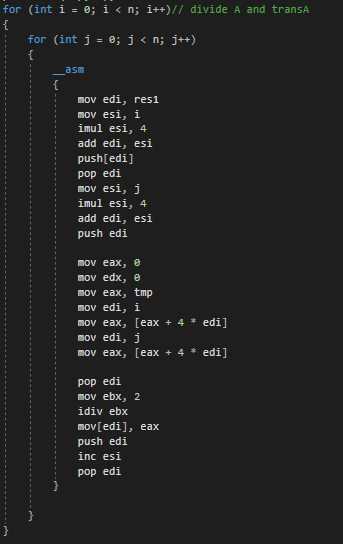 for (int i = 0; i < n; i++)// divide A and transA
{
for (int j = 0; j < n; j++)
{
__asm
{
mov edi, res1
mov esi, i
imul esi, 4
add edi, esi
push[edi]
pop edi
mov esi, j
imul esi, 4
add edi, esi
push edi
mov eax, 0
mov edx, 0
mov eax, tmp
mov edi, i
mov eax, [eax + 4 * edi]
mov edi, j
mov eax, [eax + 4 * edi]
pop edi
mov ebx, 2
idiv ebx
mov[edi], eax
push edi
inc esi
pop edi
}
}
}